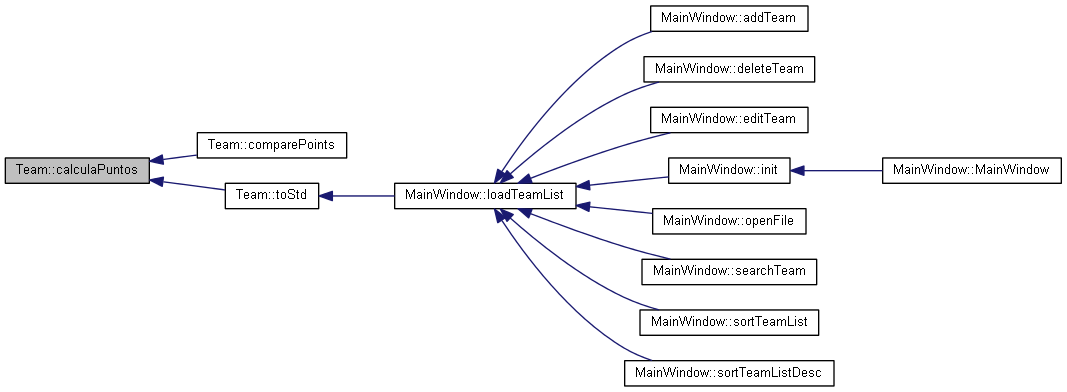 MainWindow::addTeam
MainWindow::deleteTeam
MainWindow::editTeam
Team::comparePoints
Team::calculaPuntos
MainWindow::init
MainWindow::MainWindow
Team::toStd
MainWindow::loadTeamList
MainWindow::openFile
MainWindow::searchTeam
MainWindow::sortTeamList
MainWindow::sortTeamListDesc